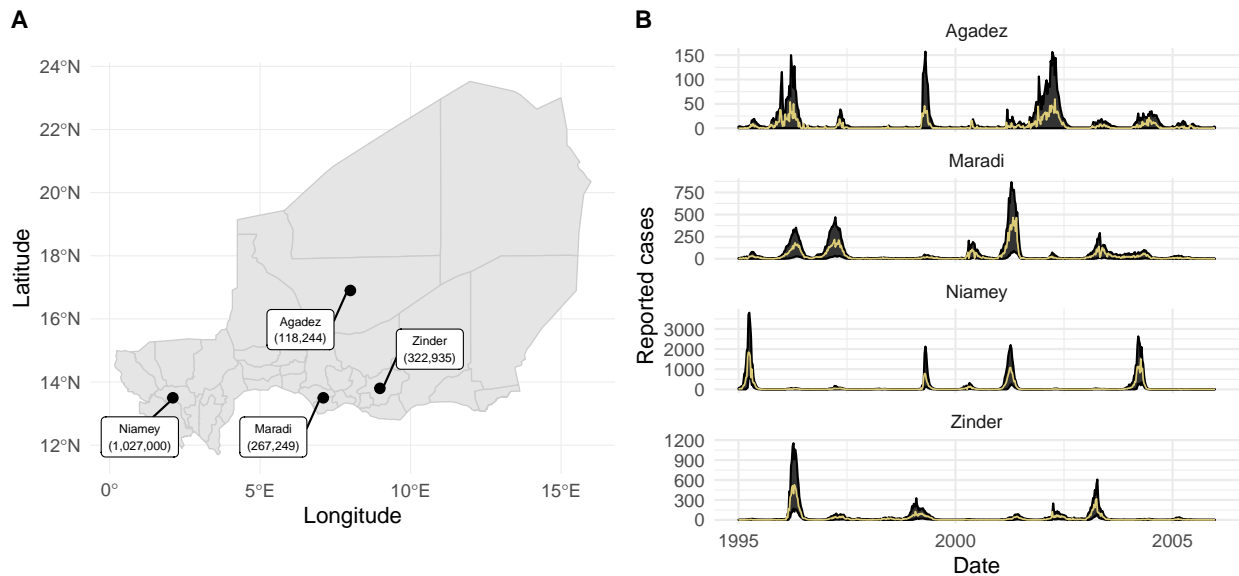 A
24°N
22°N
20°N
18°N
16°N
14°N
12°N
Latitude
Agadez
(118,244)
Zinder
(322,935)
Niamey
(1,027,000)
Maradi
(267,249)
0°
5°E
10°E
15°E
Longitude
B
Reported cases
Agadez
150
100
50
0
Maradi
750
500
250
0
Niamey
3000
2000
1000
0
Zinder
1200
900
600
300
0
1995
2000
2005
Date